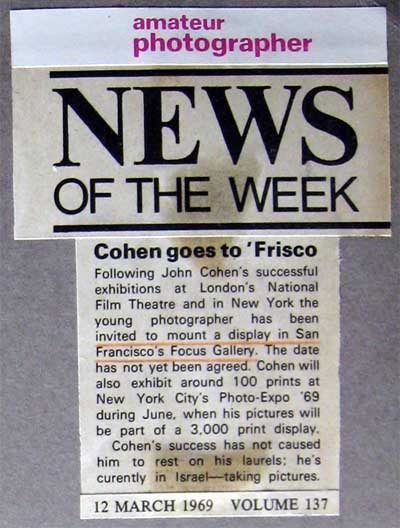 amateur
photographer
NEWS
OF THE WEEK
Cohen goes to 'Frisco
Following John Cohen's successful
exhibitions at London's National
Film Theatre and in New York the
young photographer has been
invited to mount a display in San
Francisco's Focus Gallery. The date
has not yet been agreed. Cohen will
also exhibit around 100 prints at
New York City's Photo-Expo '69
during June, when his pictures will
be part of a 3,000 print display.
Cohen's success has not caused
him to rest on his laurels; he's
curently in Israel—taking pictures.
12 MARCH 1969 VOLUME 137